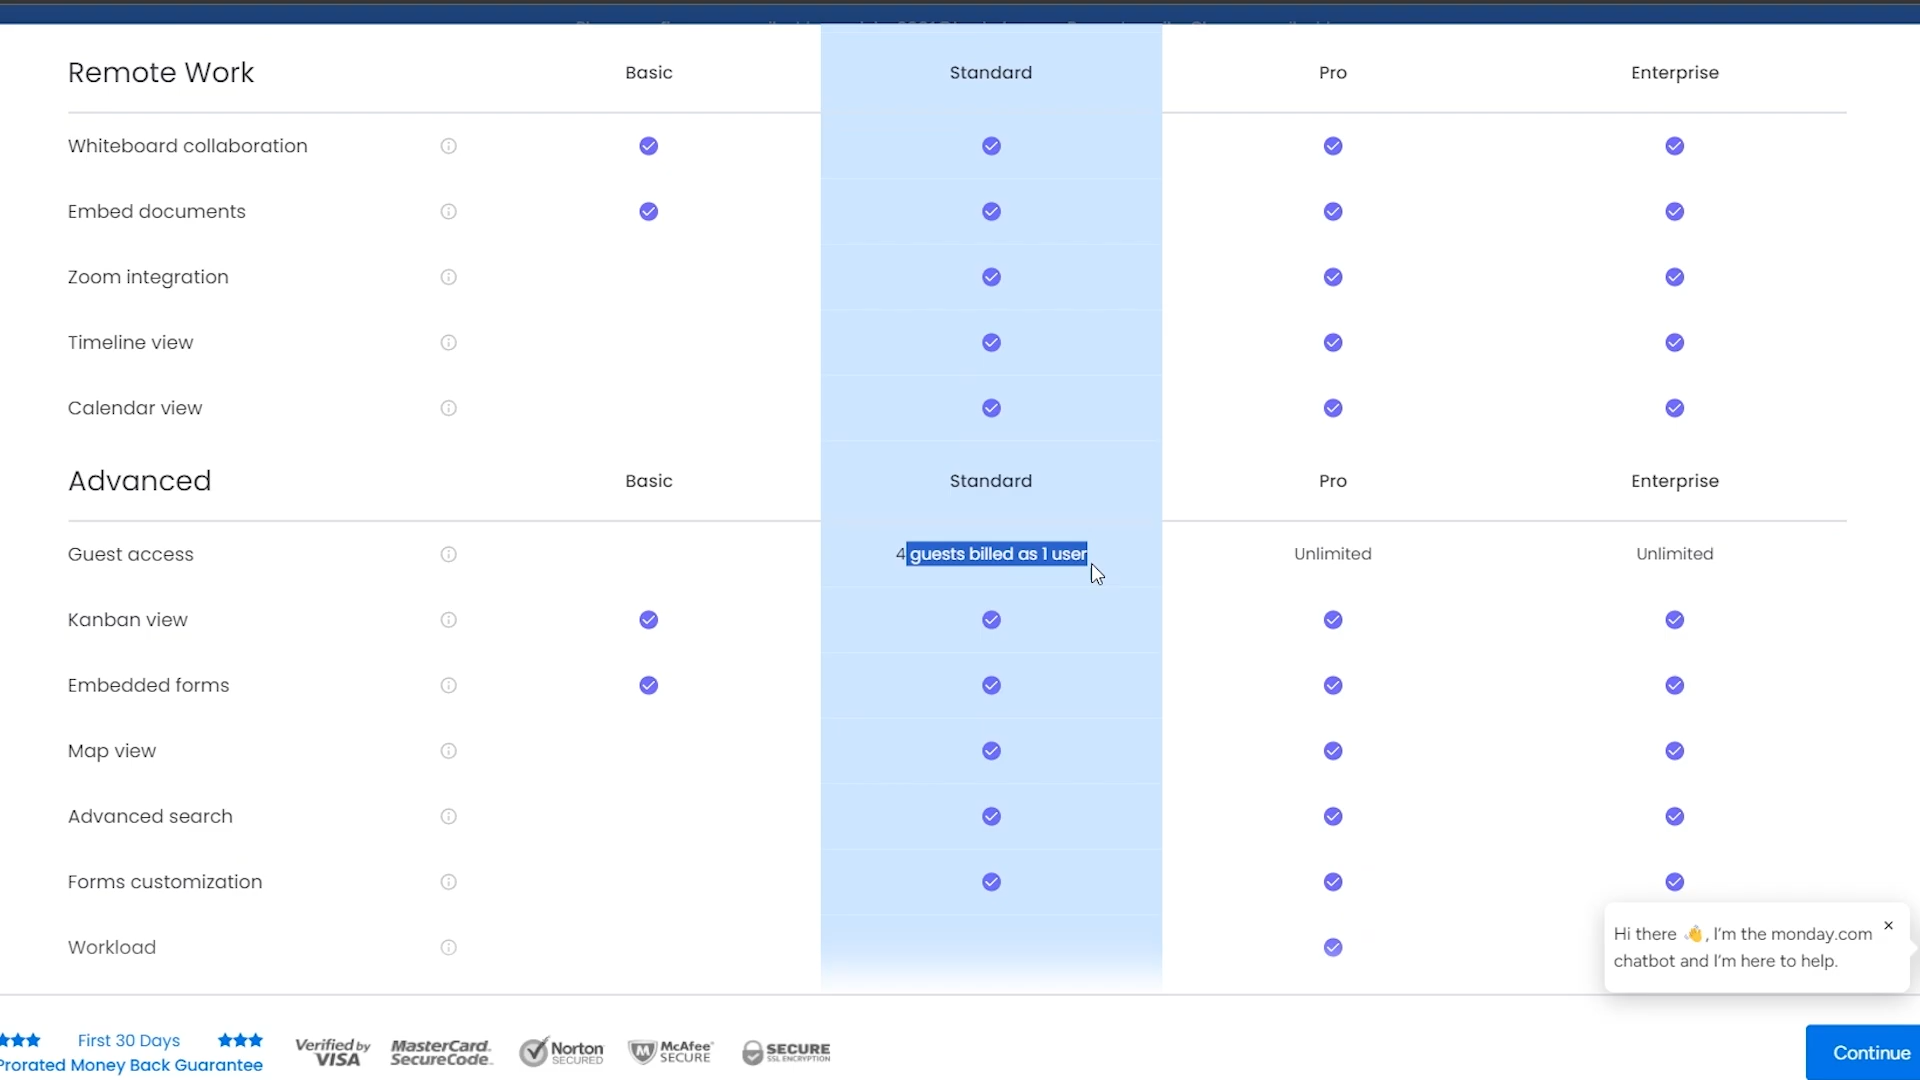 Remote Work Basic Standard Pro Enterprise
Whiteboard collaboration
Embed documents
Zoom integration
Timeline view
Calendar view
Advanced Basic Standard Pro Enterprise
Guest access 4 guests billed as 1 user Unlimited Unlimited
Kanban view
Embedded forms
Map view
Advanced search
Forms customization
Workload
Hi there 👋, I'm the monday.com
chatbot and I'm here to help.
First 30 Days
Prorated Money Back Guarantee
Verified by
VISA
MasterCard.
SecureCode.
Norton
SECURED
McAfee
SECURE
SECURE
SSL ENCRYPTION
Continue